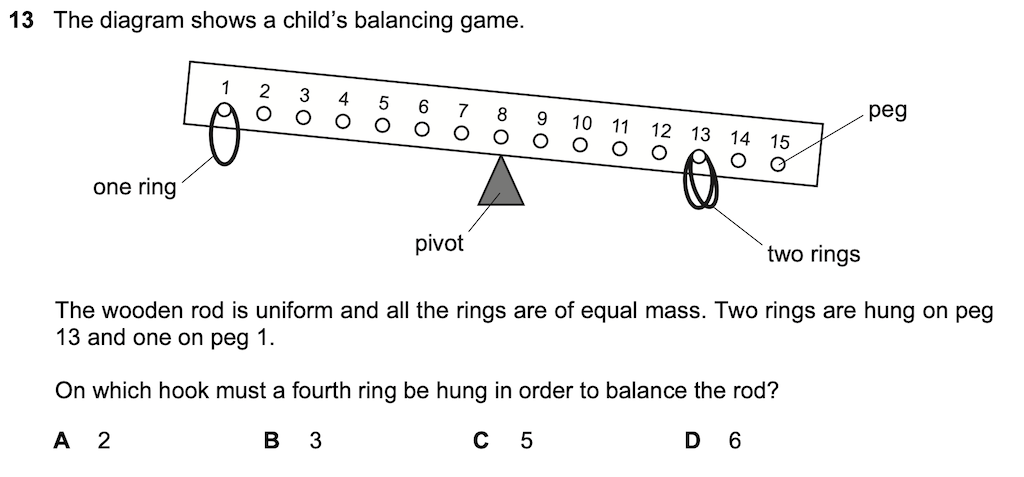 13 The diagram shows a child's balancing game.
1 2 3 4 5 6 7 8 9 10 11 12 13 14 15
peg
one ring
pivot
two rings
The wooden rod is uniform and all the rings are of equal mass. Two rings are hung on peg
13 and one on peg 1.
On which hook must a fourth ring be hung in order to balance the rod?
A 2 B 3 C 5 D 6